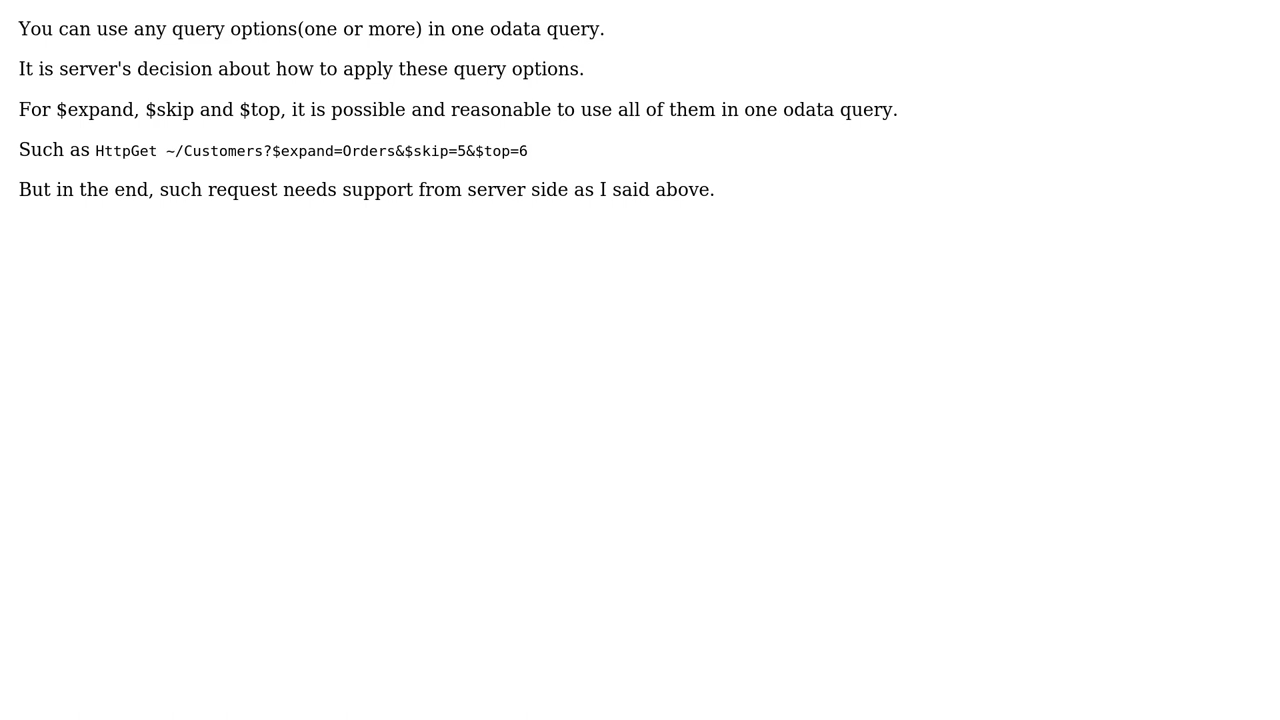 You can use any query options(one or more) in one odata query.
It is server's decision about how to apply these query options.
For $expand, $skip and $top, it is possible and reasonable to use all of them in one odata query.
Such as HttpGet ~/Customers?$expand=Orders&$skip=5&$top=6
But in the end, such request needs support from server side as I said above.